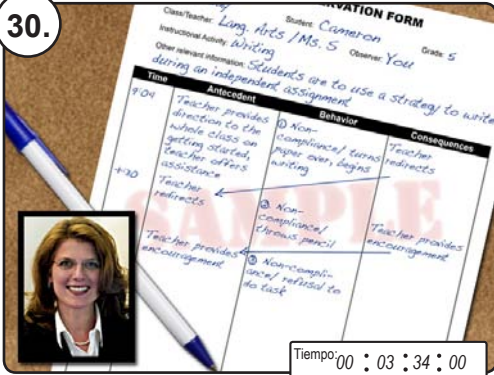 30.
RVATION FORM
Class/Teacher: Lang. Arts / Ms. S Student: Cameron Grade: 5
Instructional Activity: Writing Observer: You
Other relevant information: Students are to use a strategy to write
during an independent assignment
Time Antecedent Behavior Consequences
9:04
Teacher provides
direction to the
whole class on
getting started,
teacher offers
assistance
① Non-
compliance/ turns
paper over, begins
writing
Teacher
redirects
Teacher
redirects
② Non-
compliance/
throws pencil
Teacher provides
encouragement
Teacher provides
encouragement
③ Non-compli-
ance/ refusal to
do task
SAMPLE
Tiempo: 00 : 03 : 34 : 00